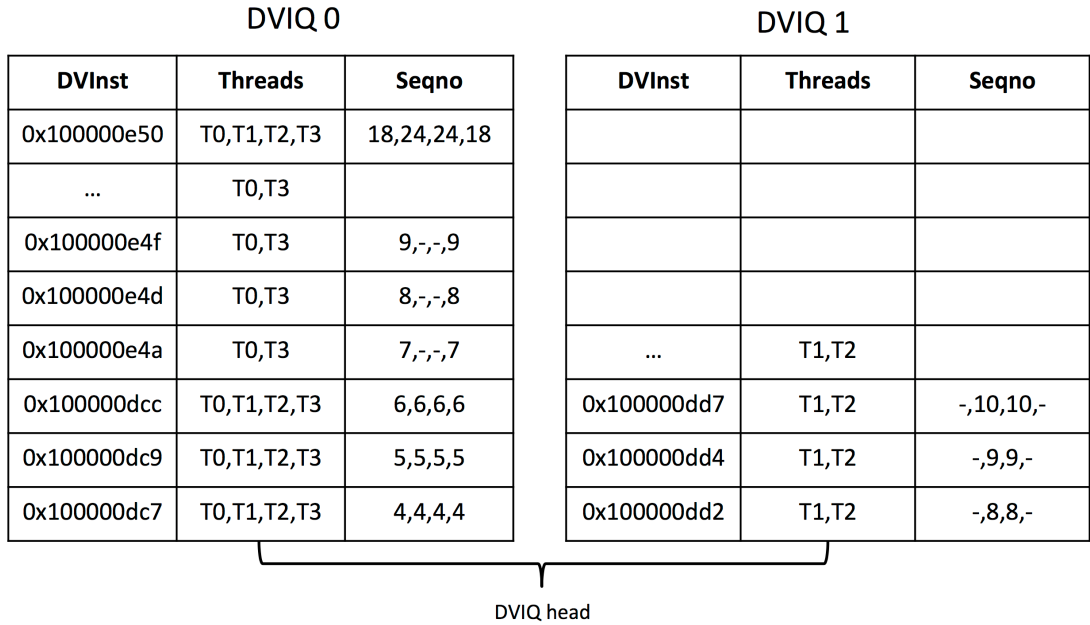 DVIQ 0
DVInst Threads Seqno
0x100000e50 T0,T1,T2,T3 18,24,24,18
... T0,T3
0x100000e4f T0,T3 9,-,-,9
0x100000e4d T0,T3 8,-,-,8
0x100000e4a T0,T3 7,-,-,7
0x100000dcc T0,T1,T2,T3 6,6,6,6
0x100000dc9 T0,T1,T2,T3 5,5,5,5
0x100000dc7 T0,T1,T2,T3 4,4,4,4
DVIQ 1
DVInst Threads Seqno
... T1,T2
0x100000dd7 T1,T2 -,10,10,-
0x100000dd4 T1,T2 -,9,9,-
0x100000dd2 T1,T2 -,8,8,-
DVIQ head